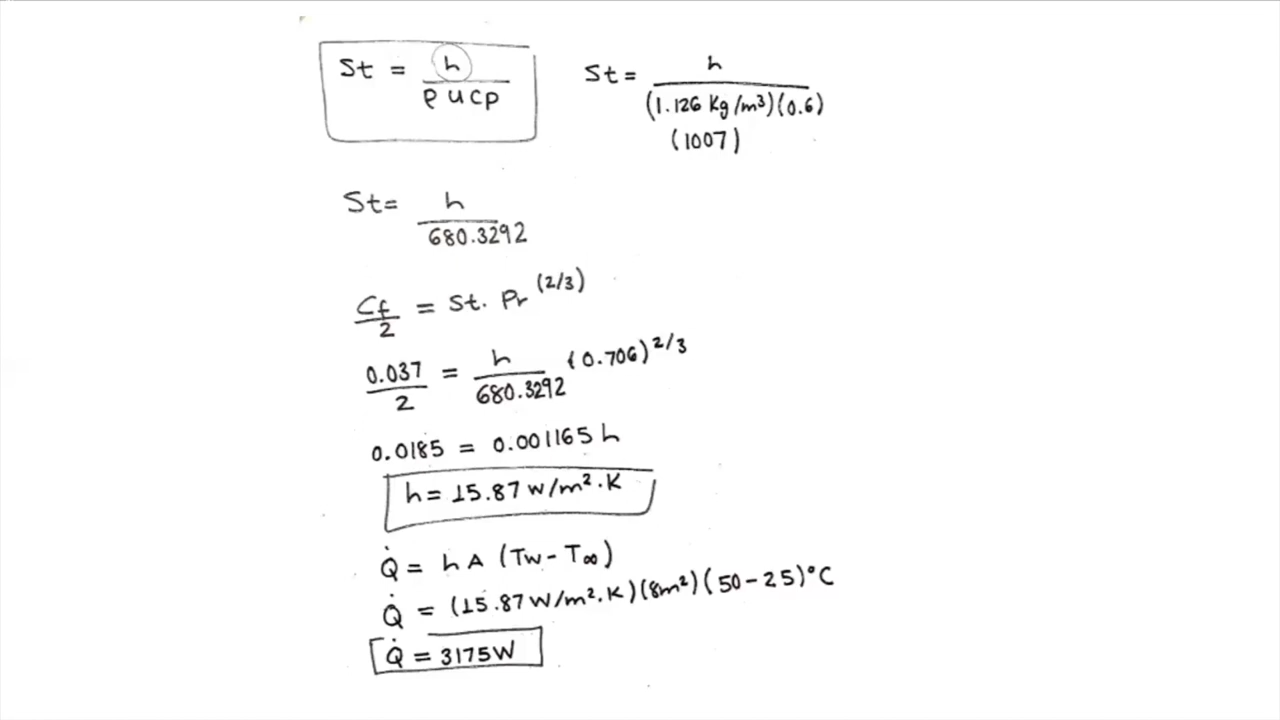 St = h / ρ u cp
St = h / (1.126 Kg/m³)(0.6)
(1007)
St = h / 680.3292
Cf/2 = St. Pr^(2/3)
0.037/2 = h/680.3292 (0.706)^2/3
0.0185 = 0.001165 h
h = 15.87 W/m².K
Q̇ = h A (Tw - T∞)
Q̇ = (15.87 W/m².K)(8m²)(50-25)°C
Q̇ = 3175W